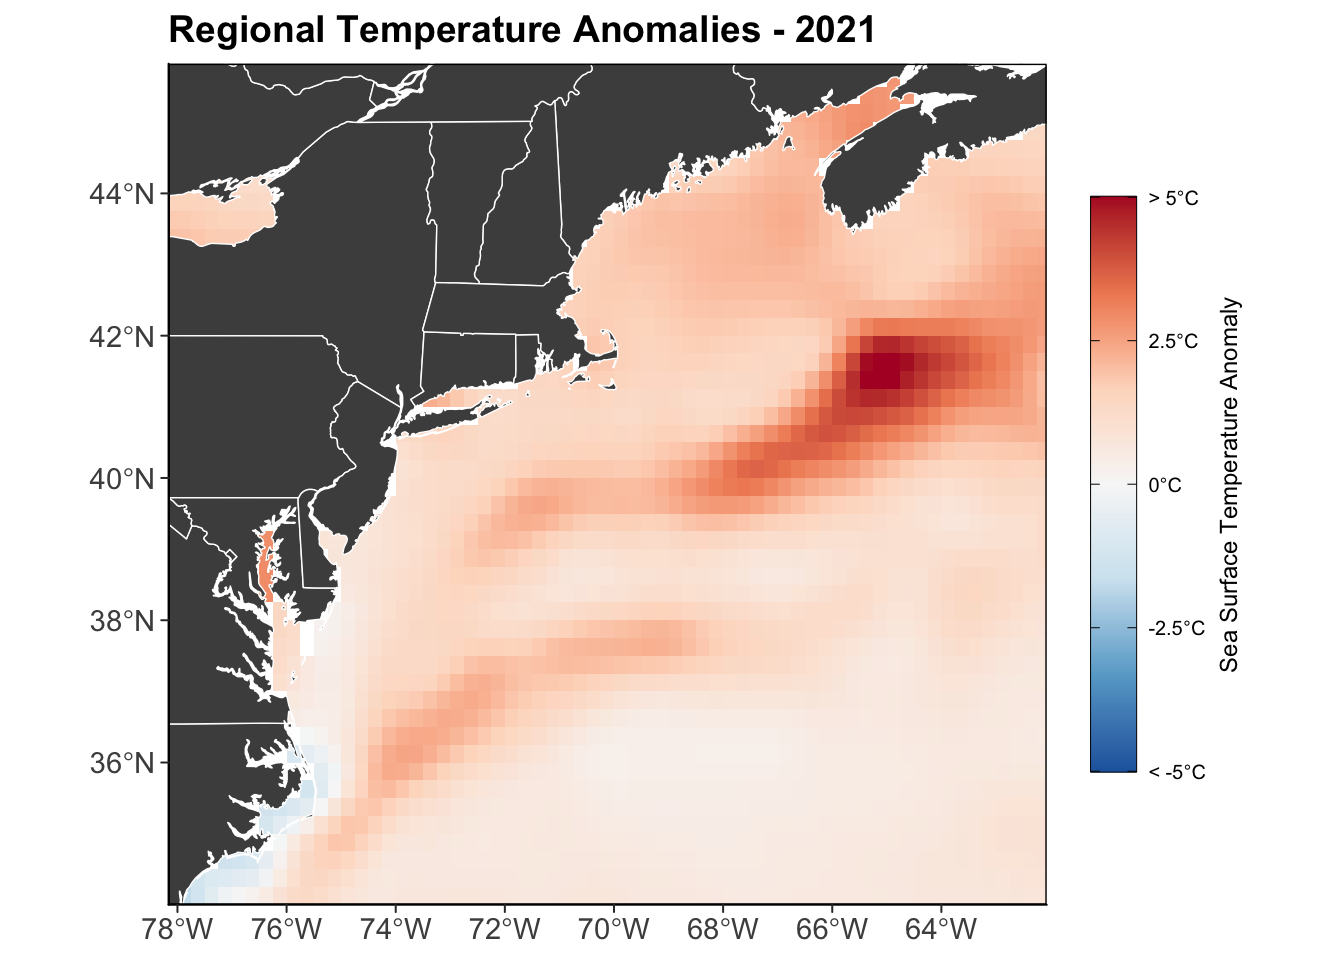 Regional Temperature Anomalies - 2021
44°N
42°N
40°N
38°N
36°N
78°W 76°W 74°W 72°W 70°W 68°W 66°W 64°W
> 5°C
2.5°C
0°C
-2.5°C
< -5°C
Sea Surface Temperature Anomaly